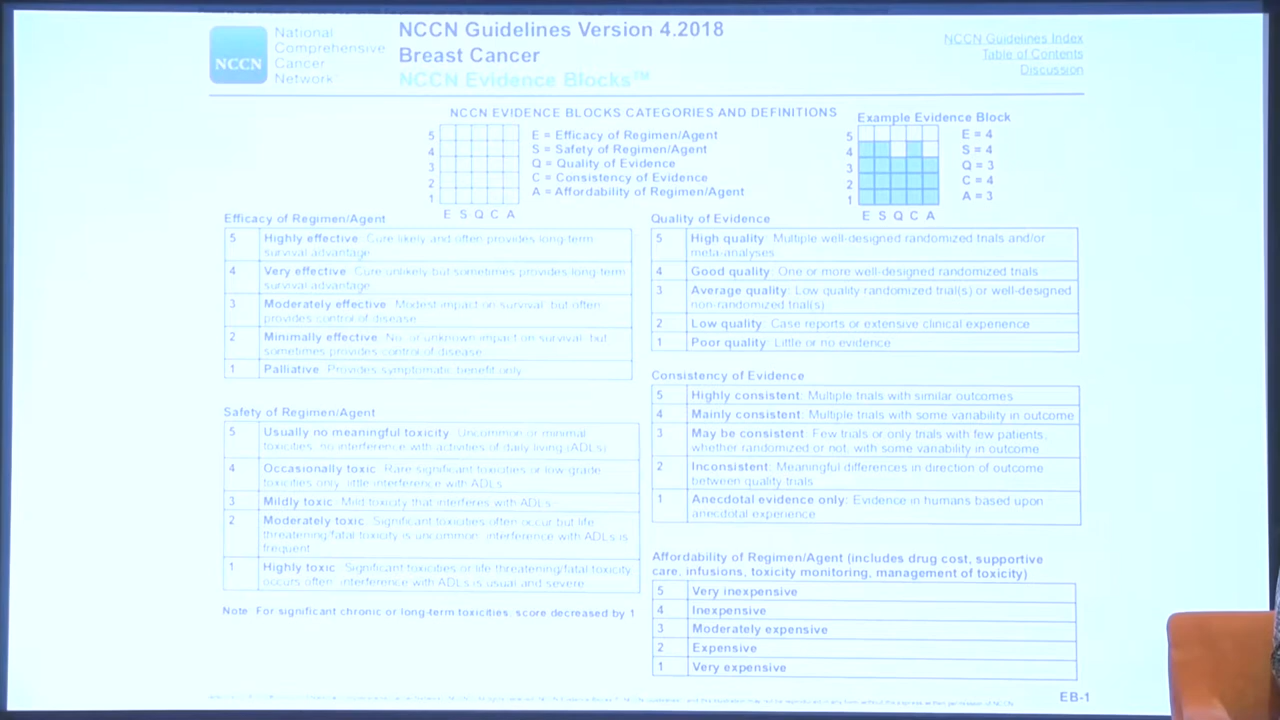 NCCN
National
Comprehensive
Cancer
Network
NCCN Guidelines Version 4.2018
Breast Cancer
NCCN Evidence Blocks™
NCCN Guidelines Index
Table of Contents
Discussion
NCCN EVIDENCE BLOCKS CATEGORIES AND DEFINITIONS
5
4
3
2
1
E S Q C A
E = Efficacy of Regimen/Agent
S = Safety of Regimen/Agent
Q = Quality of Evidence
C = Consistency of Evidence
A = Affordability of Regimen/Agent
Example Evidence Block
5
4
3
2
1
E S Q C A
E = 4
S = 4
Q = 3
C = 4
A = 3
Efficacy of Regimen/Agent
5 Highly effective: Cure likely and often provides long-term
survival advantage
4 Very effective: Cure unlikely but sometimes provides long-term
survival advantage
3 Moderately effective: Modest impact on survival, but often
provides control of disease
2 Minimally effective: No, or unknown impact on survival, but
sometimes provides control of disease
1 Palliative: Provides symptomatic benefit only
Safety of Regimen/Agent
5 Usually no meaningful toxicity: Uncommon or minimal
toxicities; no interference with activities of daily living (ADLs)
4 Occasionally toxic: Rare significant toxicities or low-grade
toxicities only; little interference with ADLs
3 Mildly toxic: Mild toxicity that interferes with ADLs
2 Moderately toxic: Significant toxicities often occur but life
threatening/fatal toxicity is uncommon; interference with ADLs is
frequent
1 Highly toxic: Significant toxicities or life threatening/fatal toxicity
occurs often; interference with ADLs is usual and severe
Note: For significant chronic or long-term toxicities, score decreased by 1
Quality of Evidence
5 High quality: Multiple well-designed randomized trials and/or
meta-analyses
4 Good quality: One or more well-designed randomized trials
3 Average quality: Low quality randomized trial(s) or well-designed
non-randomized trial(s)
2 Low quality: Case reports or extensive clinical experience
1 Poor quality: Little or no evidence
Consistency of Evidence
5 Highly consistent: Multiple trials with similar outcomes
4 Mainly consistent: Multiple trials with some variability in outcome
3 May be consistent: Few trials or only trials with few patients,
whether randomized or not, with some variability in outcome
2 Inconsistent: Meaningful differences in direction of outcome
between quality trials
1 Anecdotal evidence only: Evidence in humans based upon
anecdotal experience
Affordability of Regimen/Agent (includes drug cost, supportive
care, infusions, toxicity monitoring, management of toxicity)
5 Very inexpensive
4 Inexpensive
3 Moderately expensive
2 Expensive
1 Very expensive
EB-1